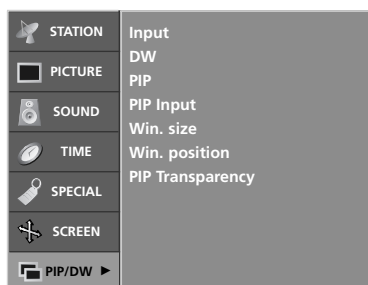 STATION
PICTURE
SOUND
TIME
SPECIAL
SCREEN
PIP/DW ►
Input
DW
PIP
PIP Input
Win. size
Win. position
PIP Transparency